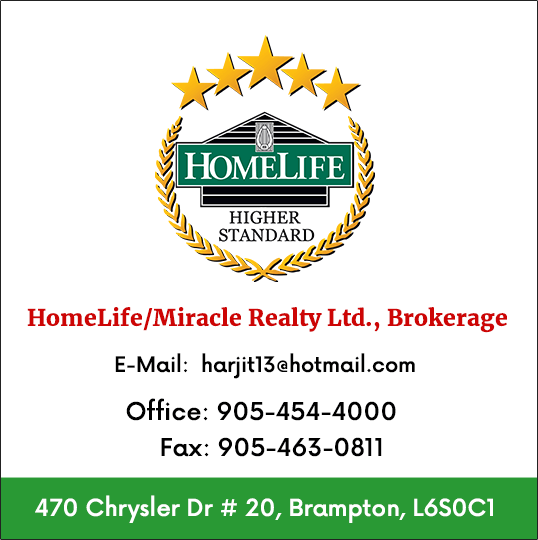 HOMELIFE
HIGHER
STANDARD
HomeLife/Miracle Realty Ltd., Brokerage
E-Mail: harjit13@hotmail.com
Office: 905-454-4000
Fax: 905-463-0811
470 Chrysler Dr # 20, Brampton, L6S0C1